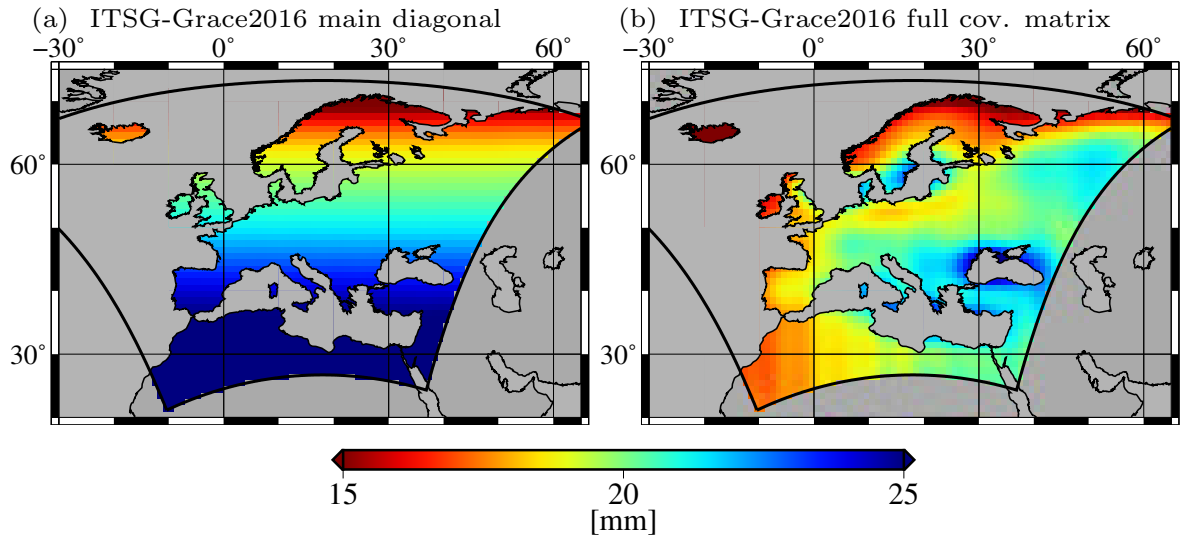 (a) ITSG-Grace2016 main diagonal
(b) ITSG-Grace2016 full cov. matrix
−30° 0° 30° 60°
−30° 0° 30° 60°
60°
60°
30°
30°
15 20 25
[mm]